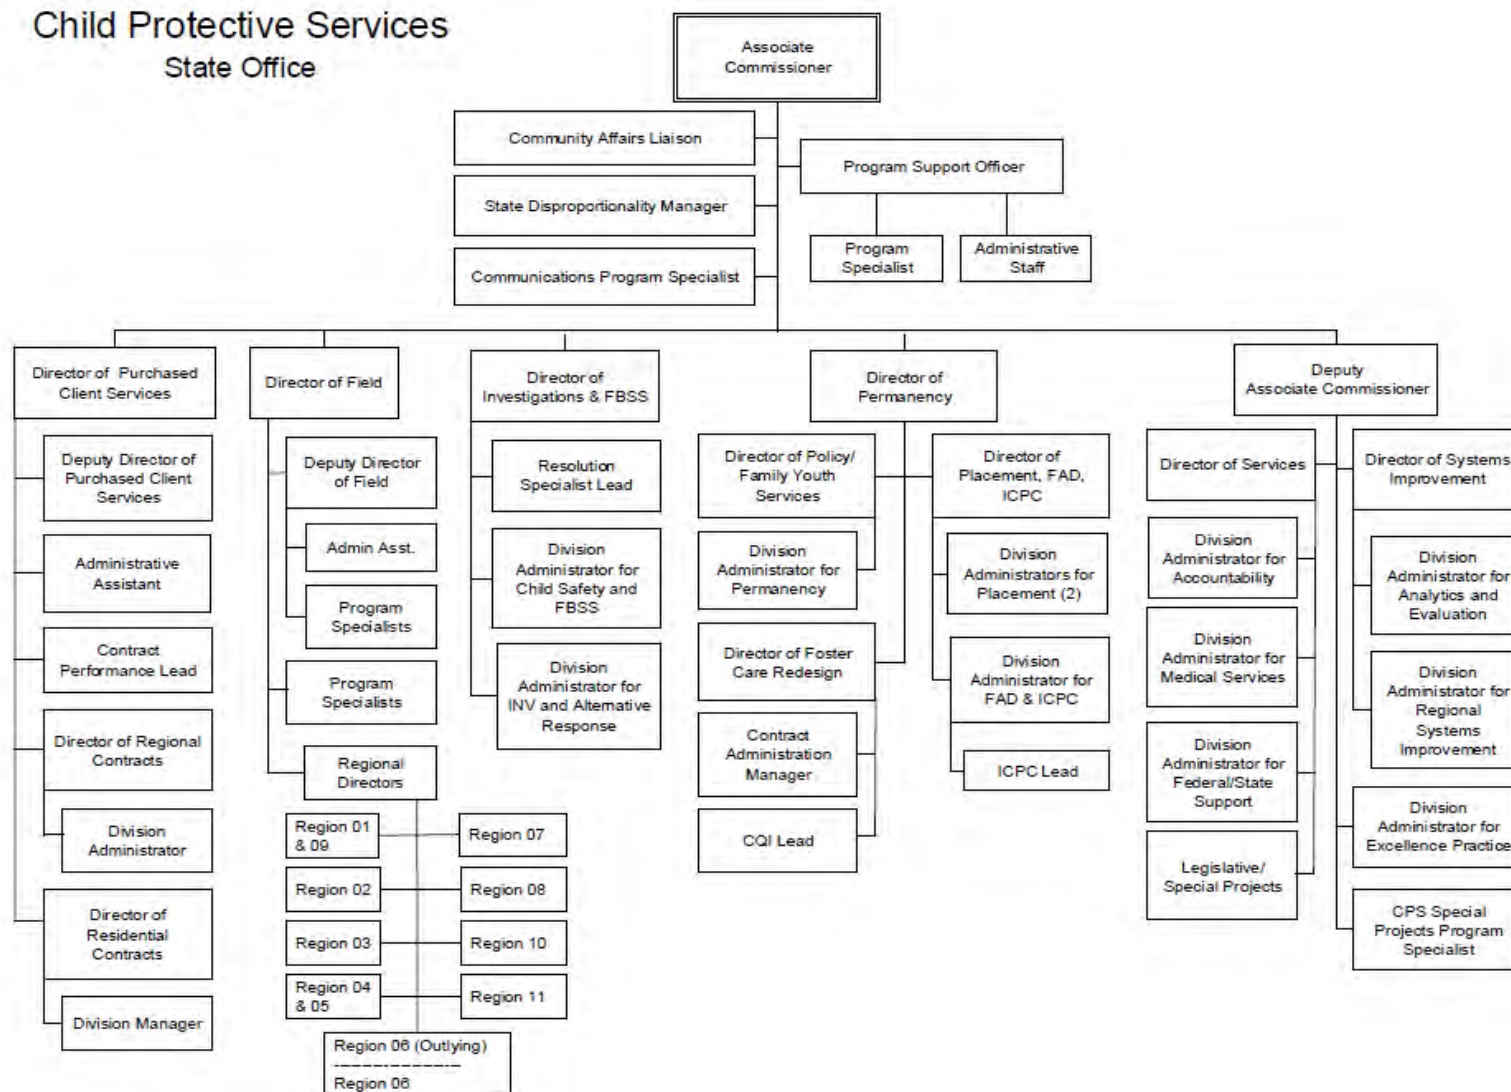 Child Protective Services
State Office
Associate
Commissioner
Community Affairs Liaison
Program Support Officer
State Disproportionality Manager
Program
Specialist
Administrative
Staff
Communications Program Specialist
Director of Purchased
Client Services
Deputy Director of
Purchased Client
Services
Administrative
Assistant
Contract
Performance Lead
Director of Regional
Contracts
Division
Administrator
Director of
Residential
Contracts
Division Manager
Director of Field
Deputy Director
of Field
Admin Asst.
Program
Specialists
Program
Specialists
Regional
Directors
Region 01
& 09
Region 07
Region 02
Region 08
Region 03
Region 10
Region 04
& 05
Region 11
Region 06 (Outlying)
--------------------
Region 06
Director of
Investigations & FBSS
Resolution
Specialist Lead
Division
Administrator for
Child Safety and
FBSS
Division
Administrator for
INV and Alternative
Response
Director of
Permanency
Director of Policy/
Family Youth
Services
Division
Administrator for
Permanency
Director of Foster
Care Redesign
Contract
Administration
Manager
CQI Lead
Director of
Placement, FAD,
ICPC
Division
Administrators for
Placement (2)
Division
Administrator for
FAD & ICPC
ICPC Lead
Deputy
Associate Commissioner
Director of Services
Division
Administrator for
Accountability
Division
Administrator for
Medical Services
Division
Administrator for
Federal/State
Support
Legislative/
Special Projects
Director of Systems
Improvement
Division
Administrator for
Analytics and
Evaluation
Division
Administrator for
Regional
Systems
Improvement
Division
Administrator for
Excellence Practice
CPS Special
Projects Program
Specialist